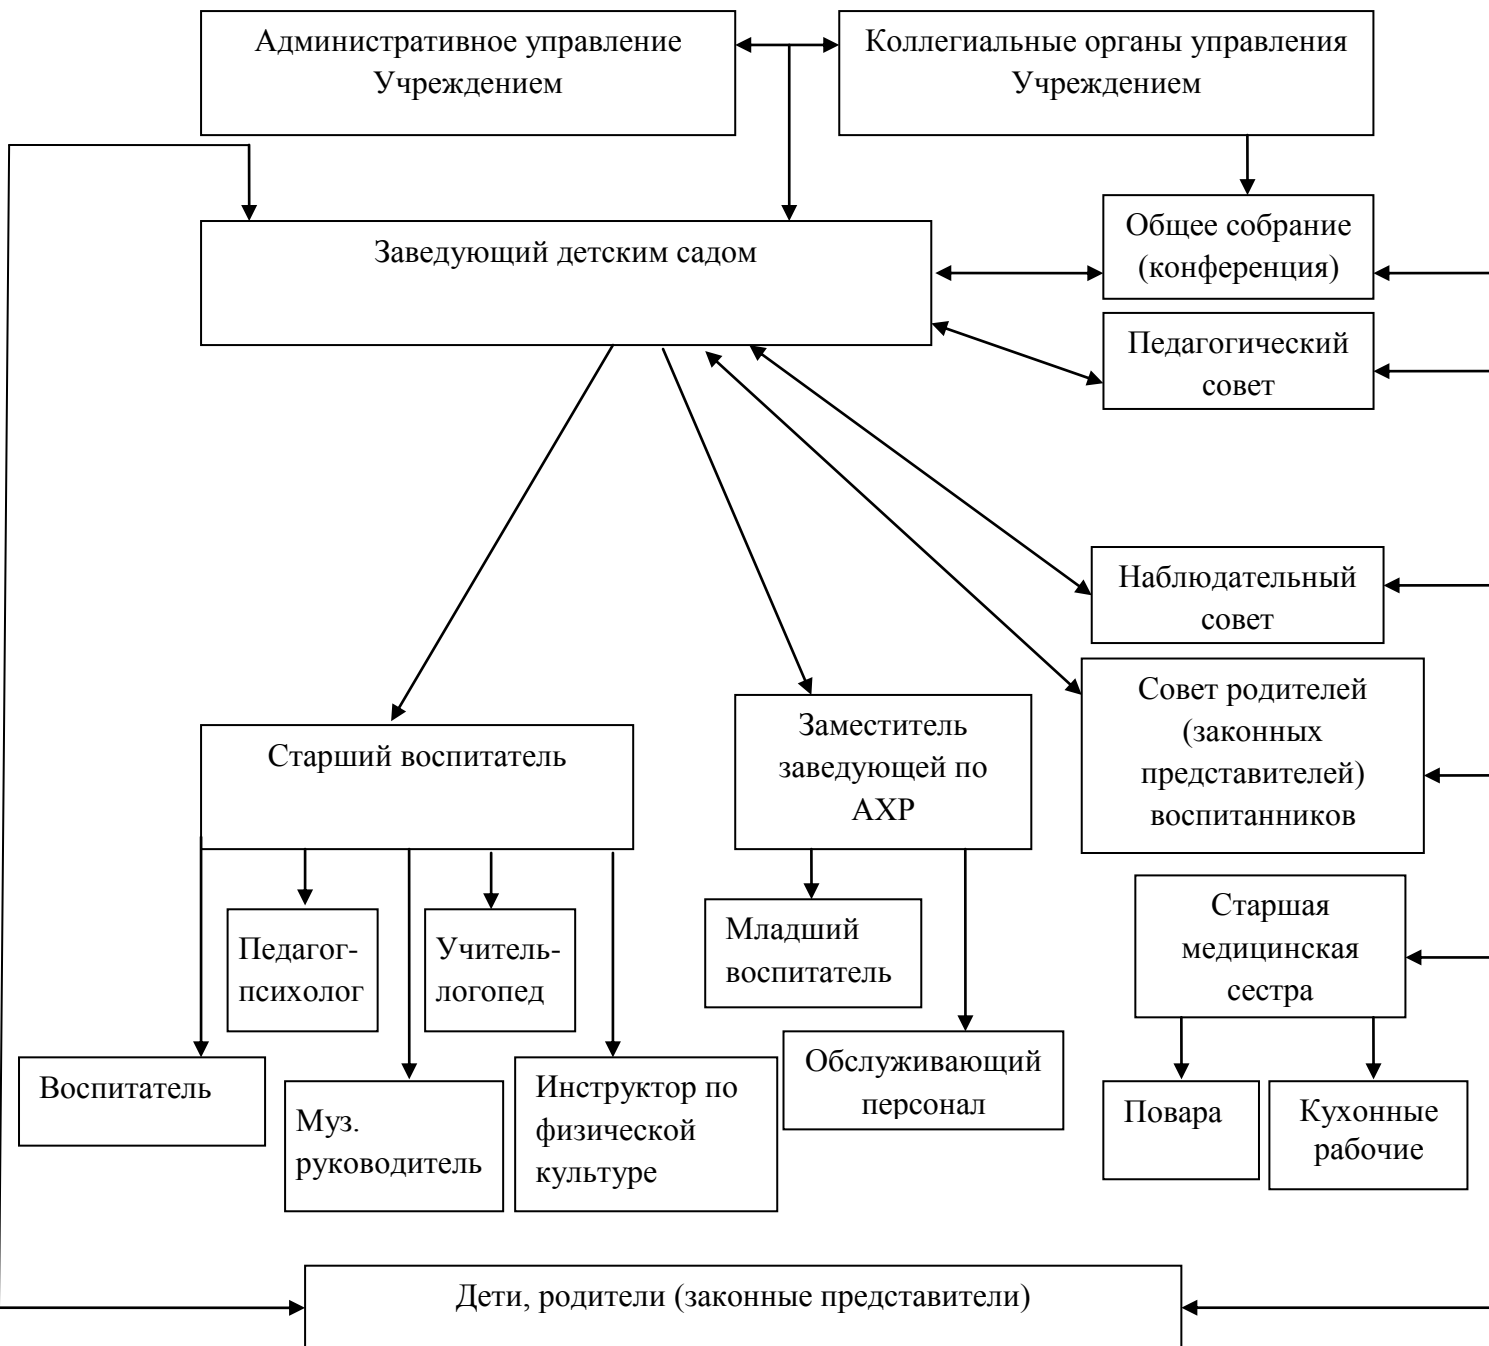 Административное управление
Учреждением
Коллегиальные органы управления
Учреждением
Заведующий детским садом
Общее собрание
(конференция)
Педагогический
совет
Наблюдательный
совет
Совет родителей
(законных
представителей)
воспитанников
Старший воспитатель
Заместитель
заведующей по
АХР
Старшая
медицинская
сестра
Педагог-
психолог
Учитель-
логопед
Младший
воспитатель
Воспитатель
Муз.
руководитель
Инструктор по
физической
культуре
Обслуживающий
персонал
Повара
Кухонные
рабочие
Дети, родители (законные представители)